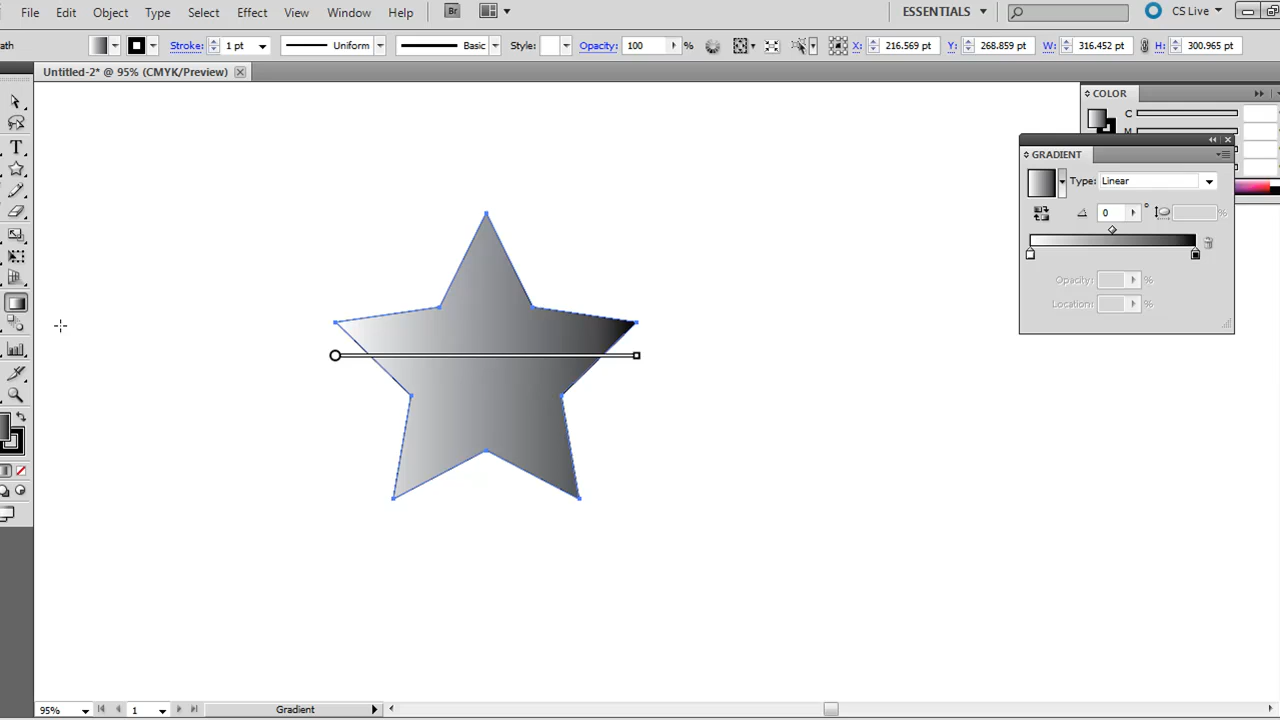 File Edit Object Type Select Effect View Window Help Br ESSENTIALS CS Live
ath Stroke: 1 pt Uniform Basic Style: Opacity: 100 % X: 216.569 pt Y: 268.859 pt W: 316.452 pt H: 300.965 pt
Untitled-2* @ 95% (CMYK/Preview)
COLOR
C
M
GRADIENT
Type: Linear
0 ° %
Opacity: %
Location: %
T
95% 1 Gradient